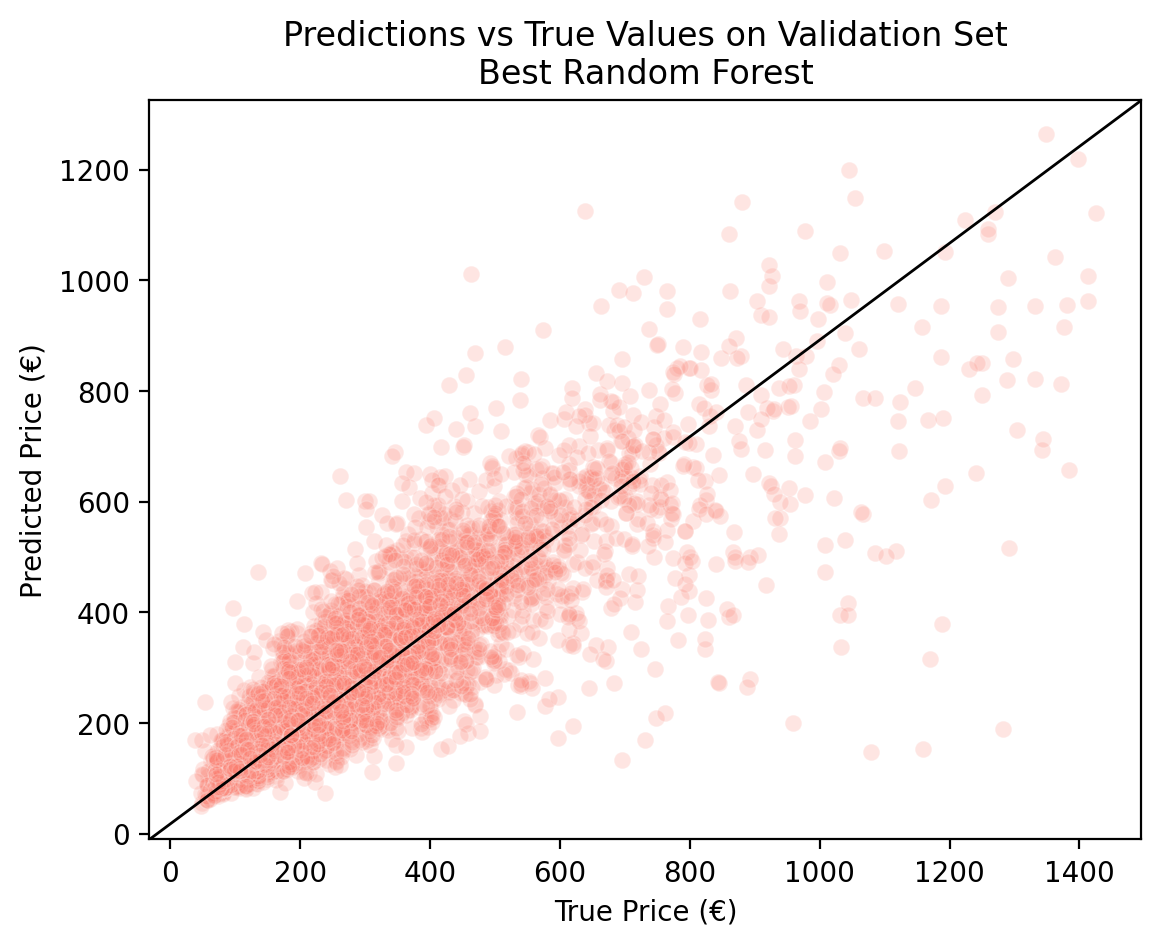 Predictions vs True Values on Validation Set
Best Random Forest
Predicted Price (€)
1200
1000
800
600
400
200
0
0 200 400 600 800 1000 1200 1400
True Price (€)